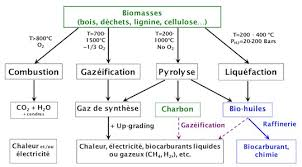 Biomasses
(bois, déchets, lignine, cellulose…)
T>800°C
O₂
T=700-
1500°C
~1/3 O₂
T=200-
1000°C
No O₂
T=200 - 400 °C
P_H2=20-200 Bars
Combustion
Gazéification
Pyrolyse
Liquéfaction
CO₂ + H₂O
+ cendres
Gaz de synthèse
Charbon
Bio-huiles
+ Up-grading
Gazéification
Raffinerie
Chaleur et/ou
électricité
Chaleur, électricité, biocarburants liquides
ou gazeux (CH₄, H₂), etc.
Biocarburant,
chimie